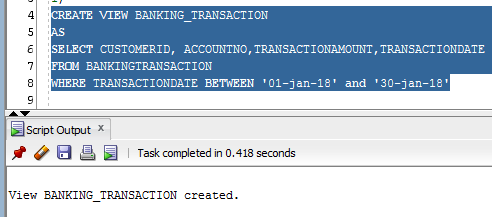 4 CREATE VIEW BANKING_TRANSACTION
5 AS
6 SELECT CUSTOMERID, ACCOUNTNO,TRANSACTIONAMOUNT,TRANSACTIONDATE
7 FROM BANKINGTRANSACTION
8 WHERE TRANSACTIONDATE BETWEEN '01-jan-18' and '30-jan-18'
9
Script Output x
Task completed in 0.418 seconds
View BANKING_TRANSACTION created.